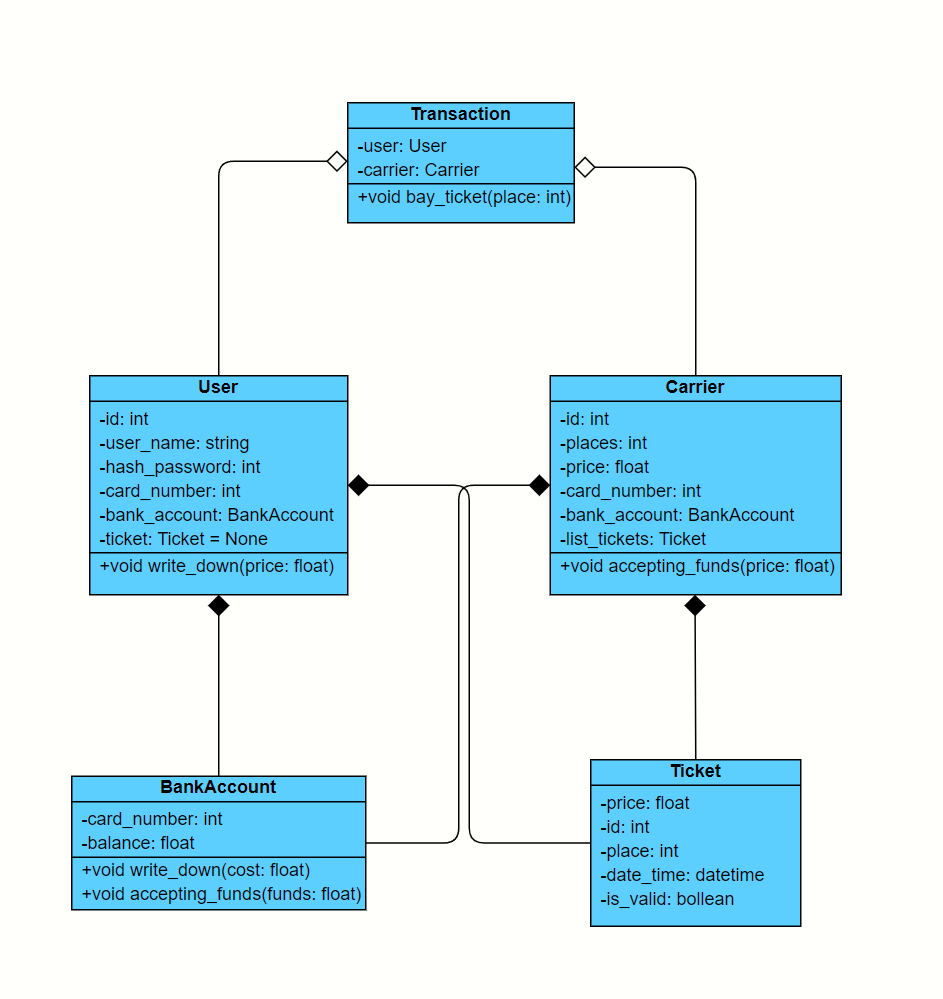 Transaction
-user: User
-carrier: Carrier
+void bay_ticket(place: int)
User
-id: int
-user_name: string
-hash_password: int
-card_number: int
-bank_account: BankAccount
-ticket: Ticket = None
+void write_down(price: float)
Carrier
-id: int
-places: int
-price: float
-card_number: int
-bank_account: BankAccount
-list_tickets: Ticket
+void accepting_funds(price: float)
BankAccount
-card_number: int
-balance: float
+void write_down(cost: float)
+void accepting_funds(funds: float)
Ticket
-price: float
-id: int
-place: int
-date_time: datetime
-is_valid: bollean